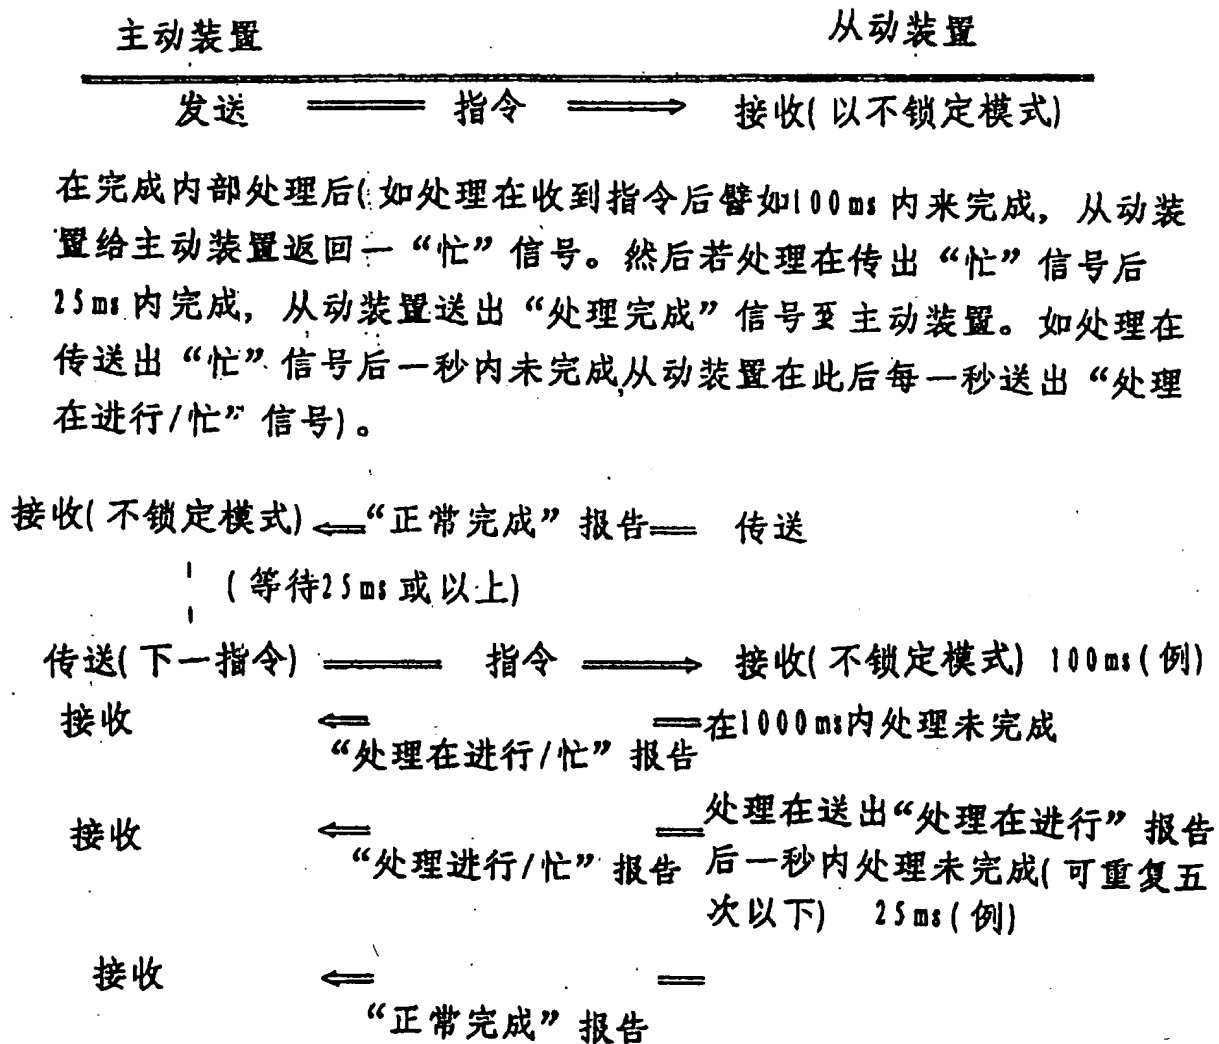 主动装置 从动装置
发送 指令 接收(以不锁定模式)
在完成内部处理后(如处理在收到指令后譬如100ms内来完成, 从动装
置给主动装置返回一“忙”信号。然后若处理在传出“忙”信号后
25ms内完成, 从动装置送出“处理完成”信号至主动装置。如处理在
传送出“忙”信号后一秒内未完成,从动装置在此后每一秒送出“处理
在进行/忙”信号)。
接收(不锁定模式) “正常完成”报告 传送
(等待25ms或以上)
传送(下一指令) 指令 接收(不锁定模式) 100ms(例)
接收 在1000ms内处理未完成
“处理在进行/忙”报告
处理在送出“处理在进行”报告
接收
“处理进行/忙”报告 后一秒内处理未完成(可重复五
次以下) 25ms(例)
接收
“正常完成”报告